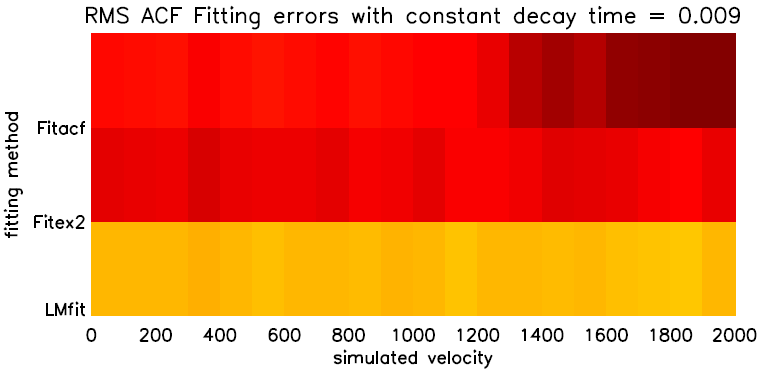 RMS ACF Fitting errors with constant decay time = 0.009
fitting method
Fitacf
Fitex2
LMfit
0 200 400 600 800 1000 1200 1400 1600 1800 2000
simulated velocity